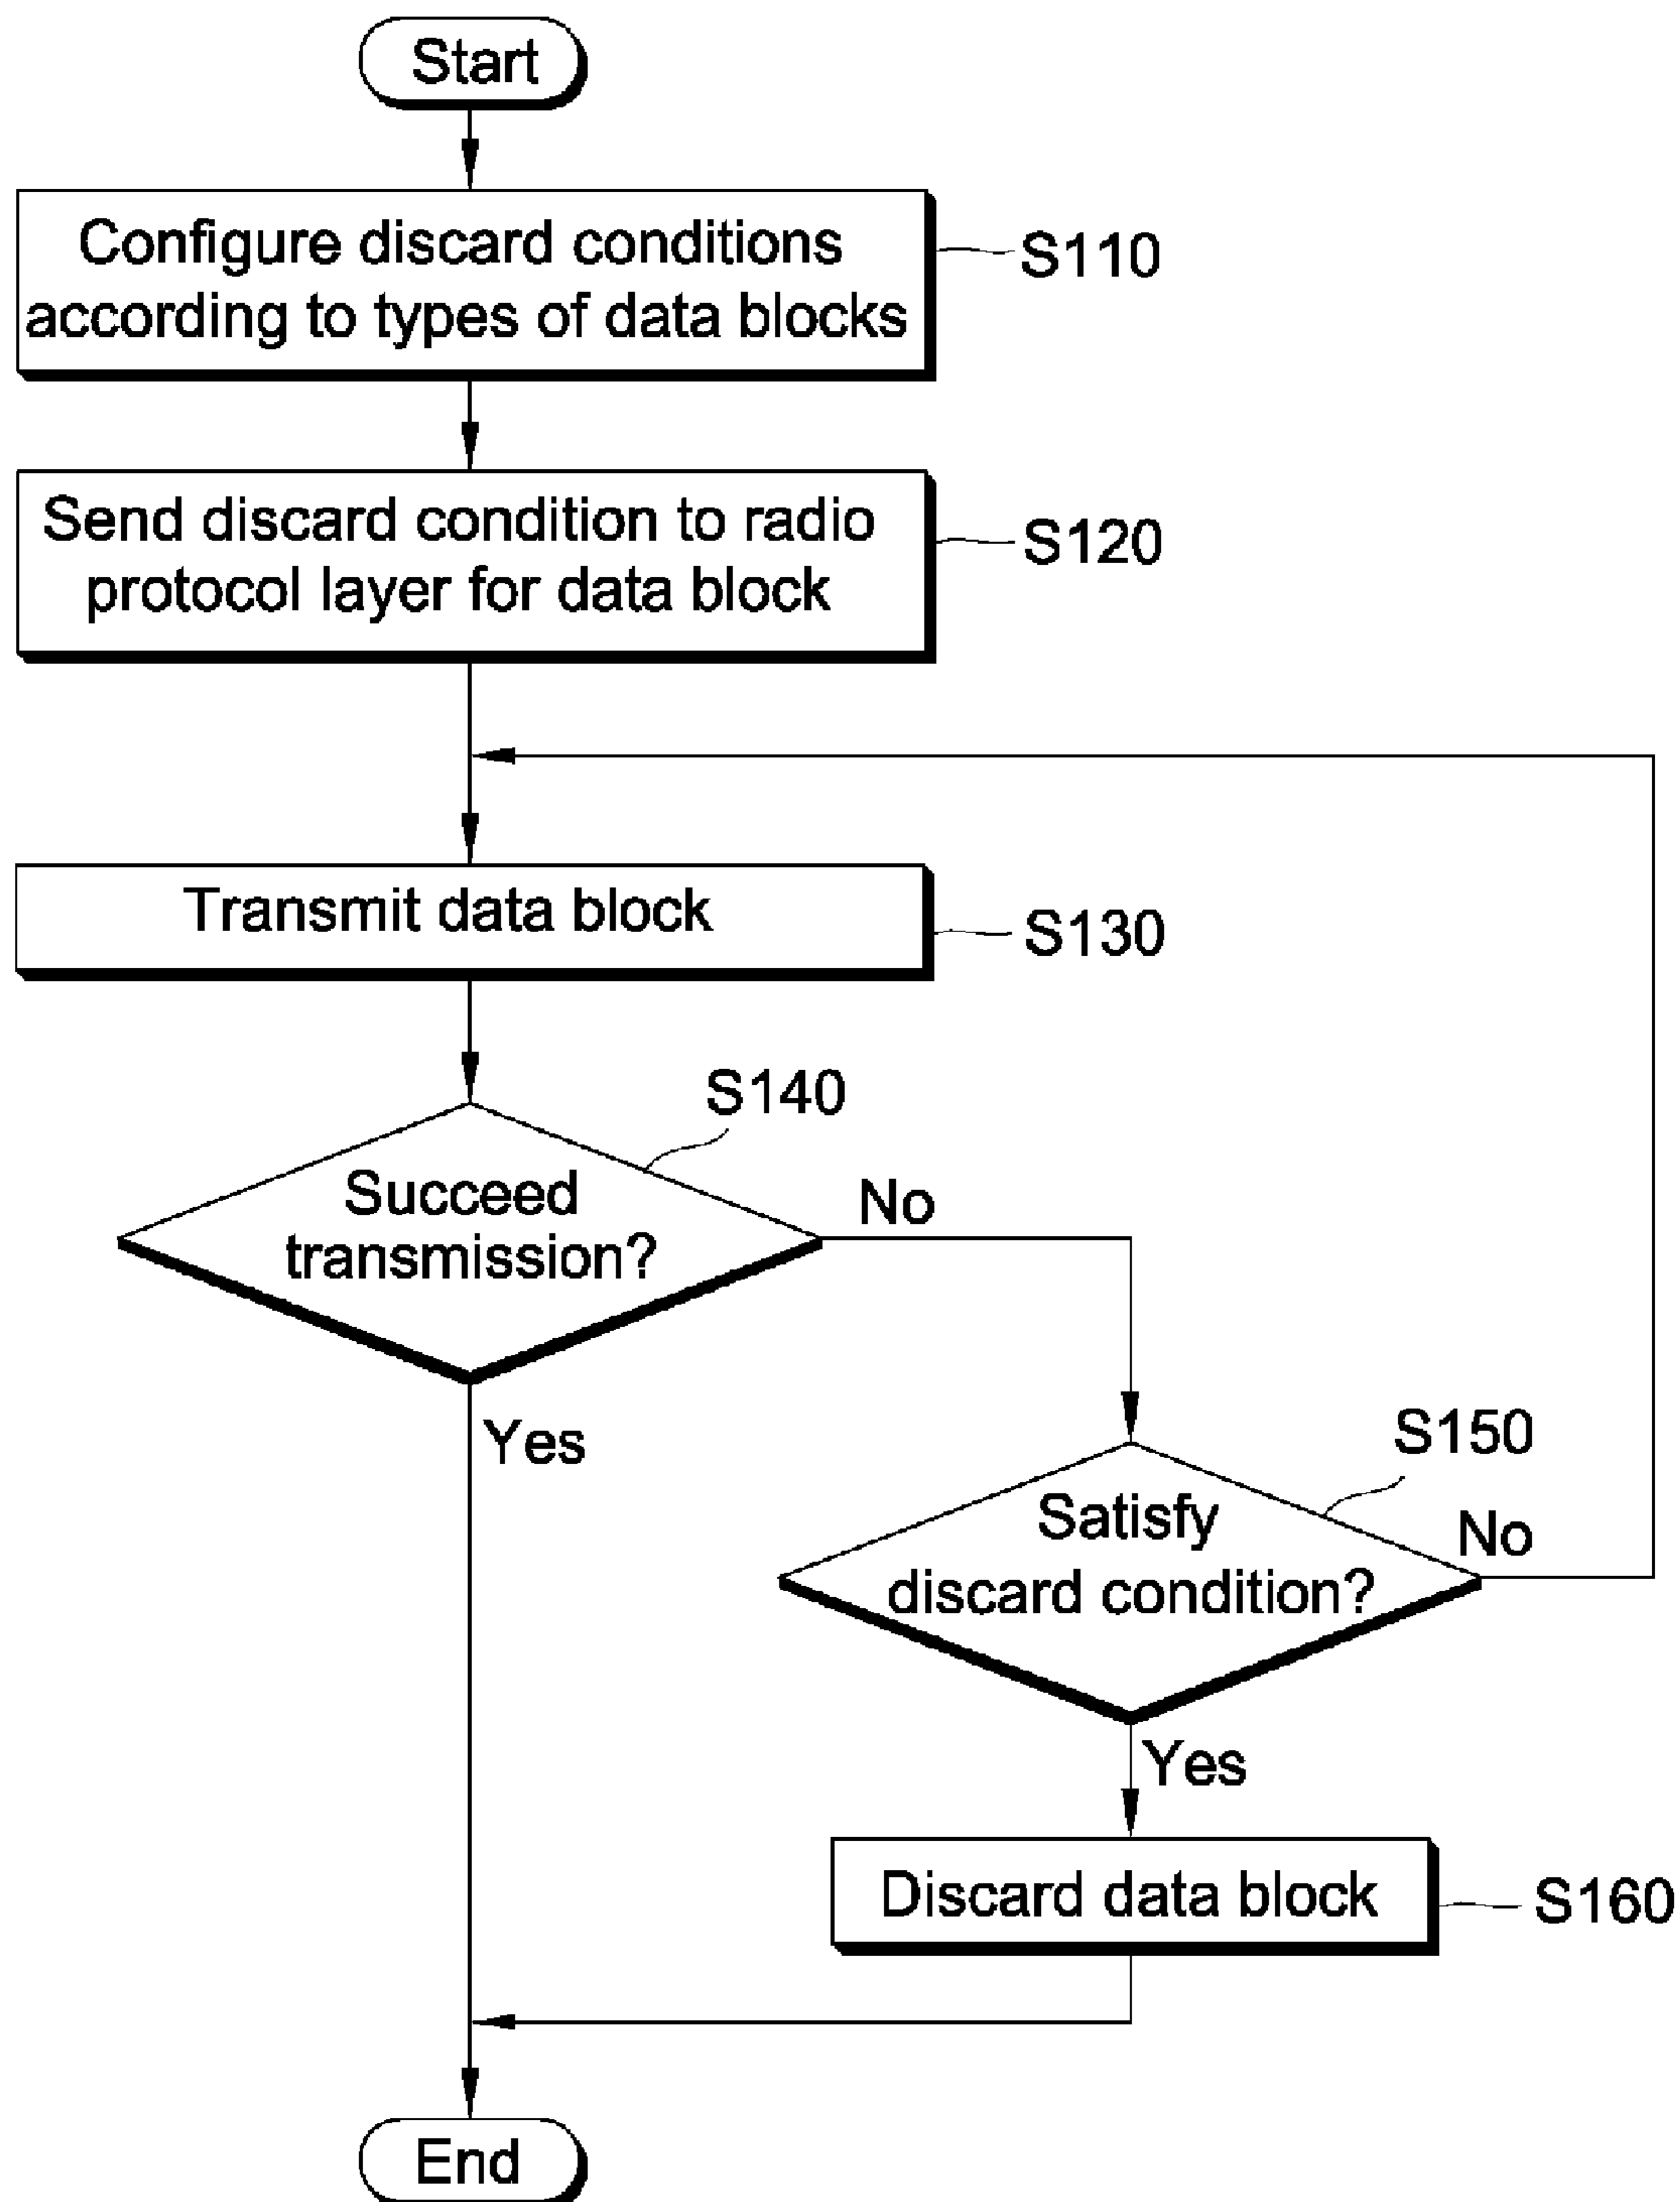 Start
Configure discard conditions
according to types of data blocks
S110
Send discard condition to radio
protocol layer for data block
S120
Transmit data block
S130
S140
Succeed
transmission?
No
Yes
S150
Satisfy
discard condition?
No
Yes
Discard data block
S160
End